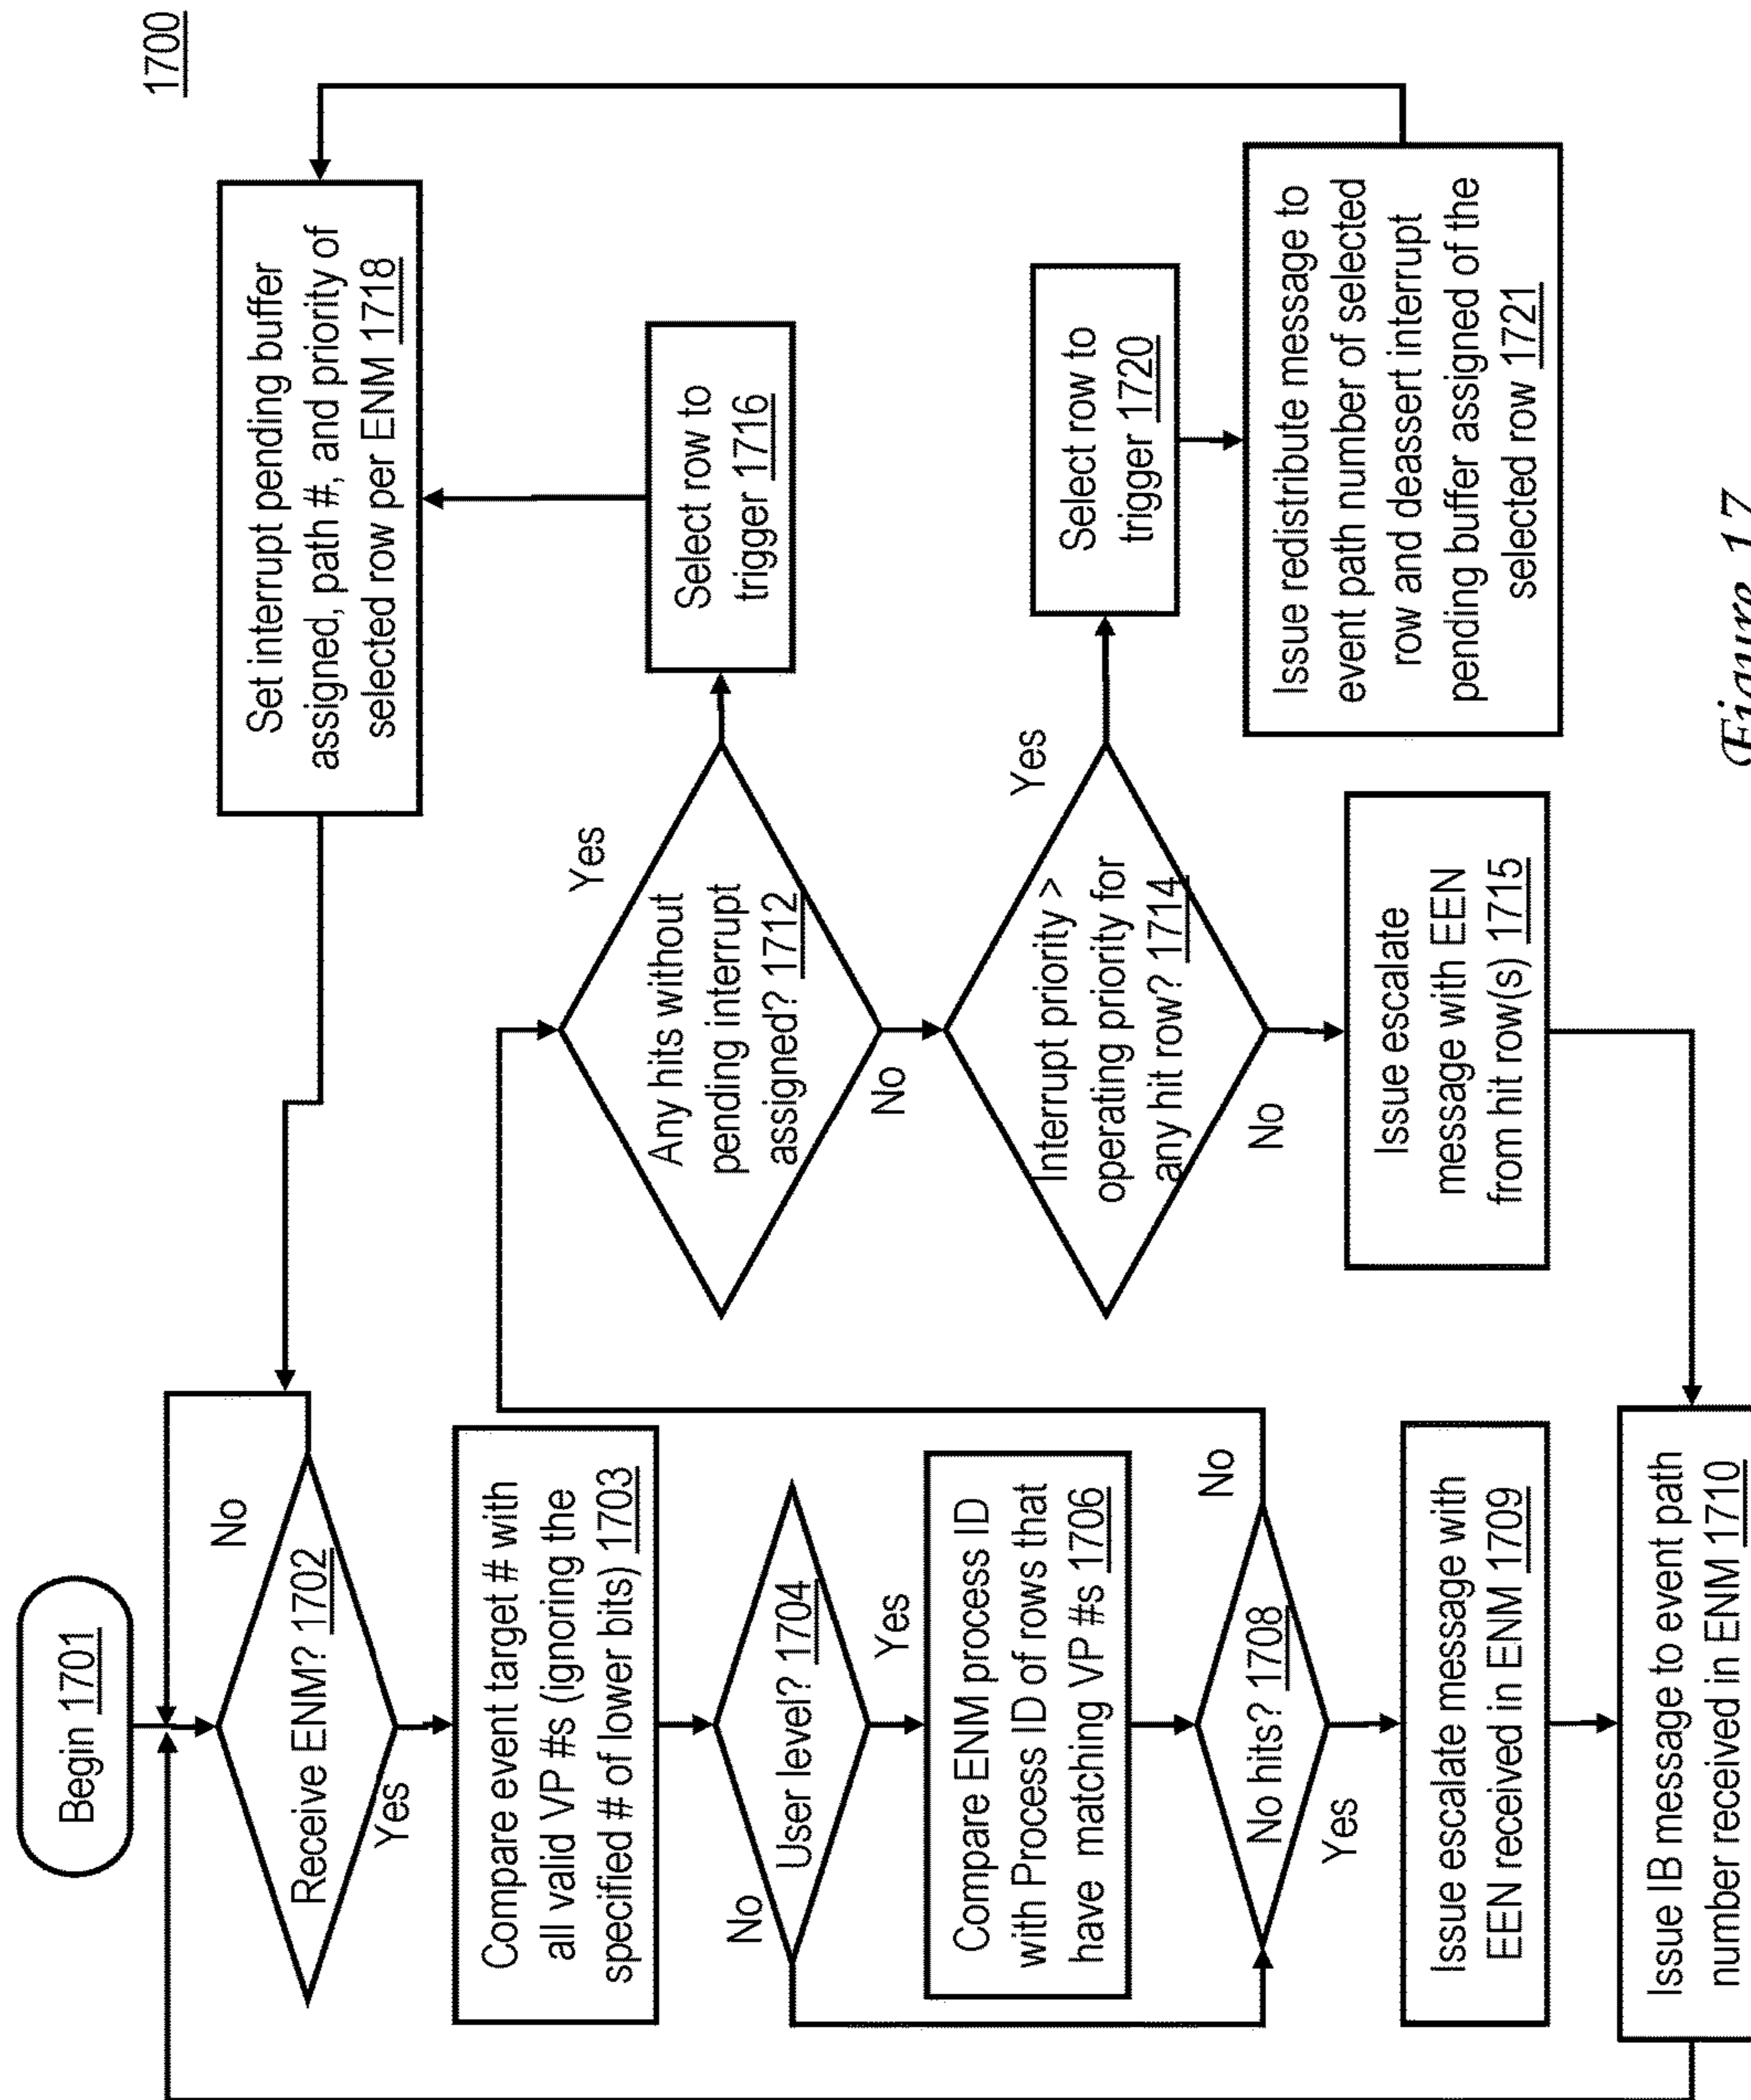 1700
Begin 1701
Receive ENM? 1702
No
Yes
Compare event target # with
all valid VP #s (ignoring the
specified # of lower bits) 1703
User level? 1704
No
Yes
Compare ENM process ID
with Process ID of rows that
have matching VP #s 1706
No hits? 1708
No
Yes
Issue escalate message with
EEN received in ENM 1709
Issue IB message to event path
number received in ENM 1710
Any hits without
pending interrupt
assigned? 1712
Yes
No
Interrupt priority >
operating priority for
any hit row? 1714
Yes
No
Issue escalate
message with EEN
from hit row(s) 1715
Select row to
trigger 1716
Set interrupt pending buffer
assigned, path #, and priority of
selected row per ENM 1718
Select row to
trigger 1720
Issue redistribute message to
event path number of selected
row and deassert interrupt
pending buffer assigned of the
selected row 1721
Figure 17